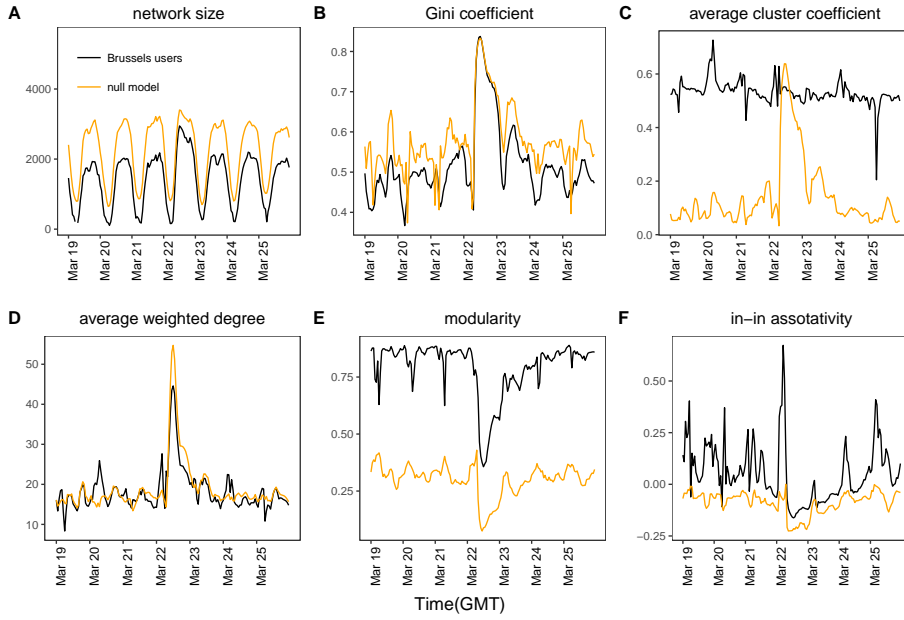 A network size
Brussels users
null model
4000
2000
0
Mar 19 Mar 20 Mar 21 Mar 22 Mar 23 Mar 24 Mar 25
B Gini coefficient
0.8
0.7
0.6
0.5
0.4
Mar 19 Mar 20 Mar 21 Mar 22 Mar 23 Mar 24 Mar 25
C average cluster coefficient
0.6
0.4
0.2
0.0
Mar 19 Mar 20 Mar 21 Mar 22 Mar 23 Mar 24 Mar 25
D average weighted degree
50
40
30
20
10
Mar 19 Mar 20 Mar 21 Mar 22 Mar 23 Mar 24 Mar 25
E modularity
0.75
0.50
0.25
Mar 19 Mar 20 Mar 21 Mar 22 Mar 23 Mar 24 Mar 25
F in−in assotativity
0.50
0.25
0.00
−0.25
Mar 19 Mar 20 Mar 21 Mar 22 Mar 23 Mar 24 Mar 25
Time(GMT)